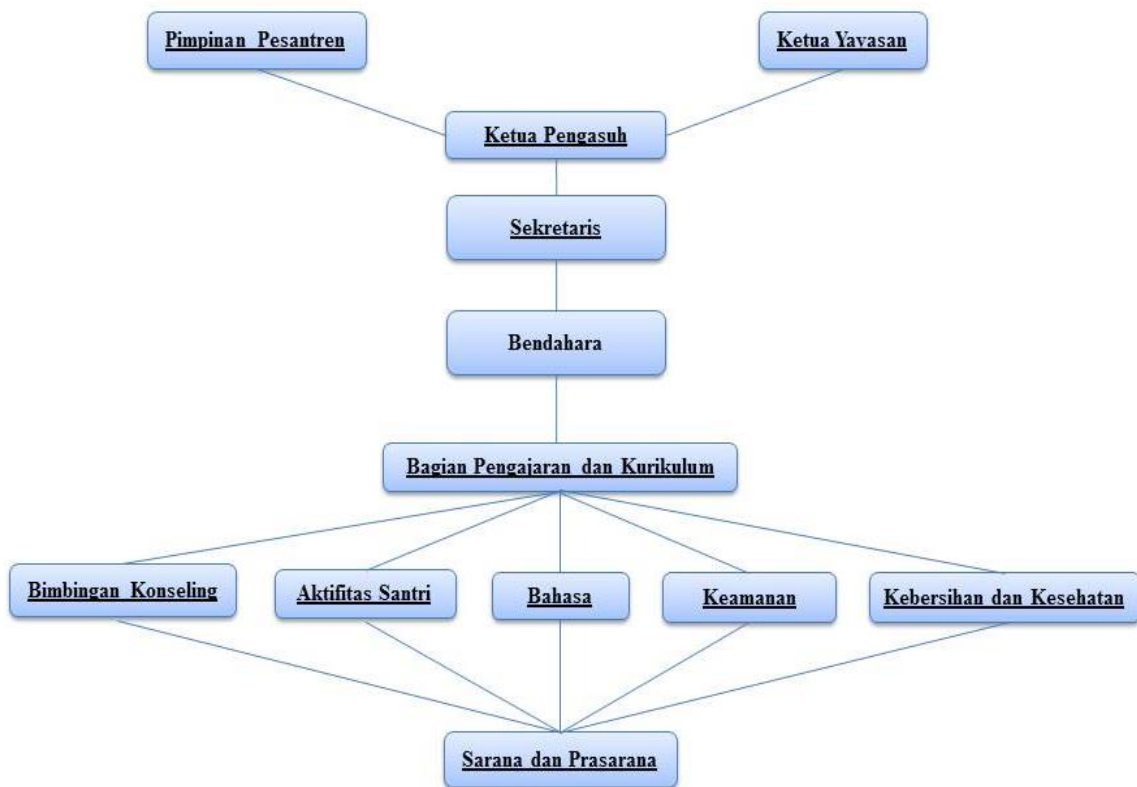 Pimpinan Pesantren
Ketua Yavasan
Ketua Pengasuh
Sekretaris
Bendahara
Bagian Pengajaran dan Kurikulum
Bimbingan Konseling
Aktifitas Santri
Bahasa
Keamanan
Kebersihan dan Kesehatan
Sarana dan Prasarana